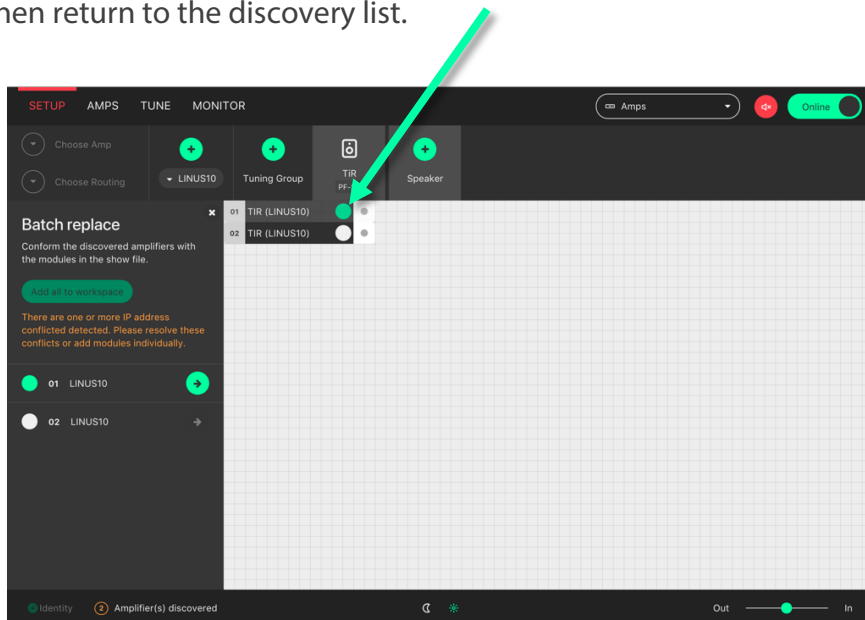 hen return to the discovery list.
SETUP AMPS TUNE MONITOR Amps Online
Choose Amp
Choose Routing
LINUS10 Tuning Group TiR Speaker
Batch replace
Conform the discovered amplifiers with
the modules in the show file.
Add all to workspace
There are one or more IP address
conflicted detected. Please resolve these
conflicts or add modules individually.
01 LINUS10
02 LINUS10
01 TIR (LINUS10)
02 TIR (LINUS10)
Identity 2 Amplifier(s) discovered Out In